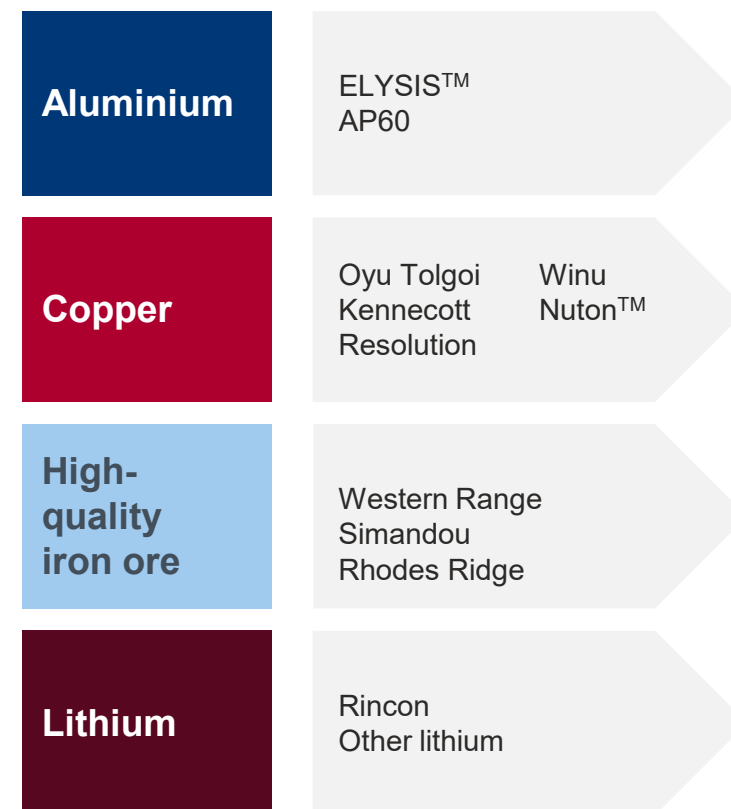 Aluminium
ELYSIS™
AP60
Copper
Oyu Tolgoi
Kennecott
Resolution
Winu
Nuton™
High-
quality
iron ore
Western Range
Simandou
Rhodes Ridge
Lithium
Rincon
Other lithium